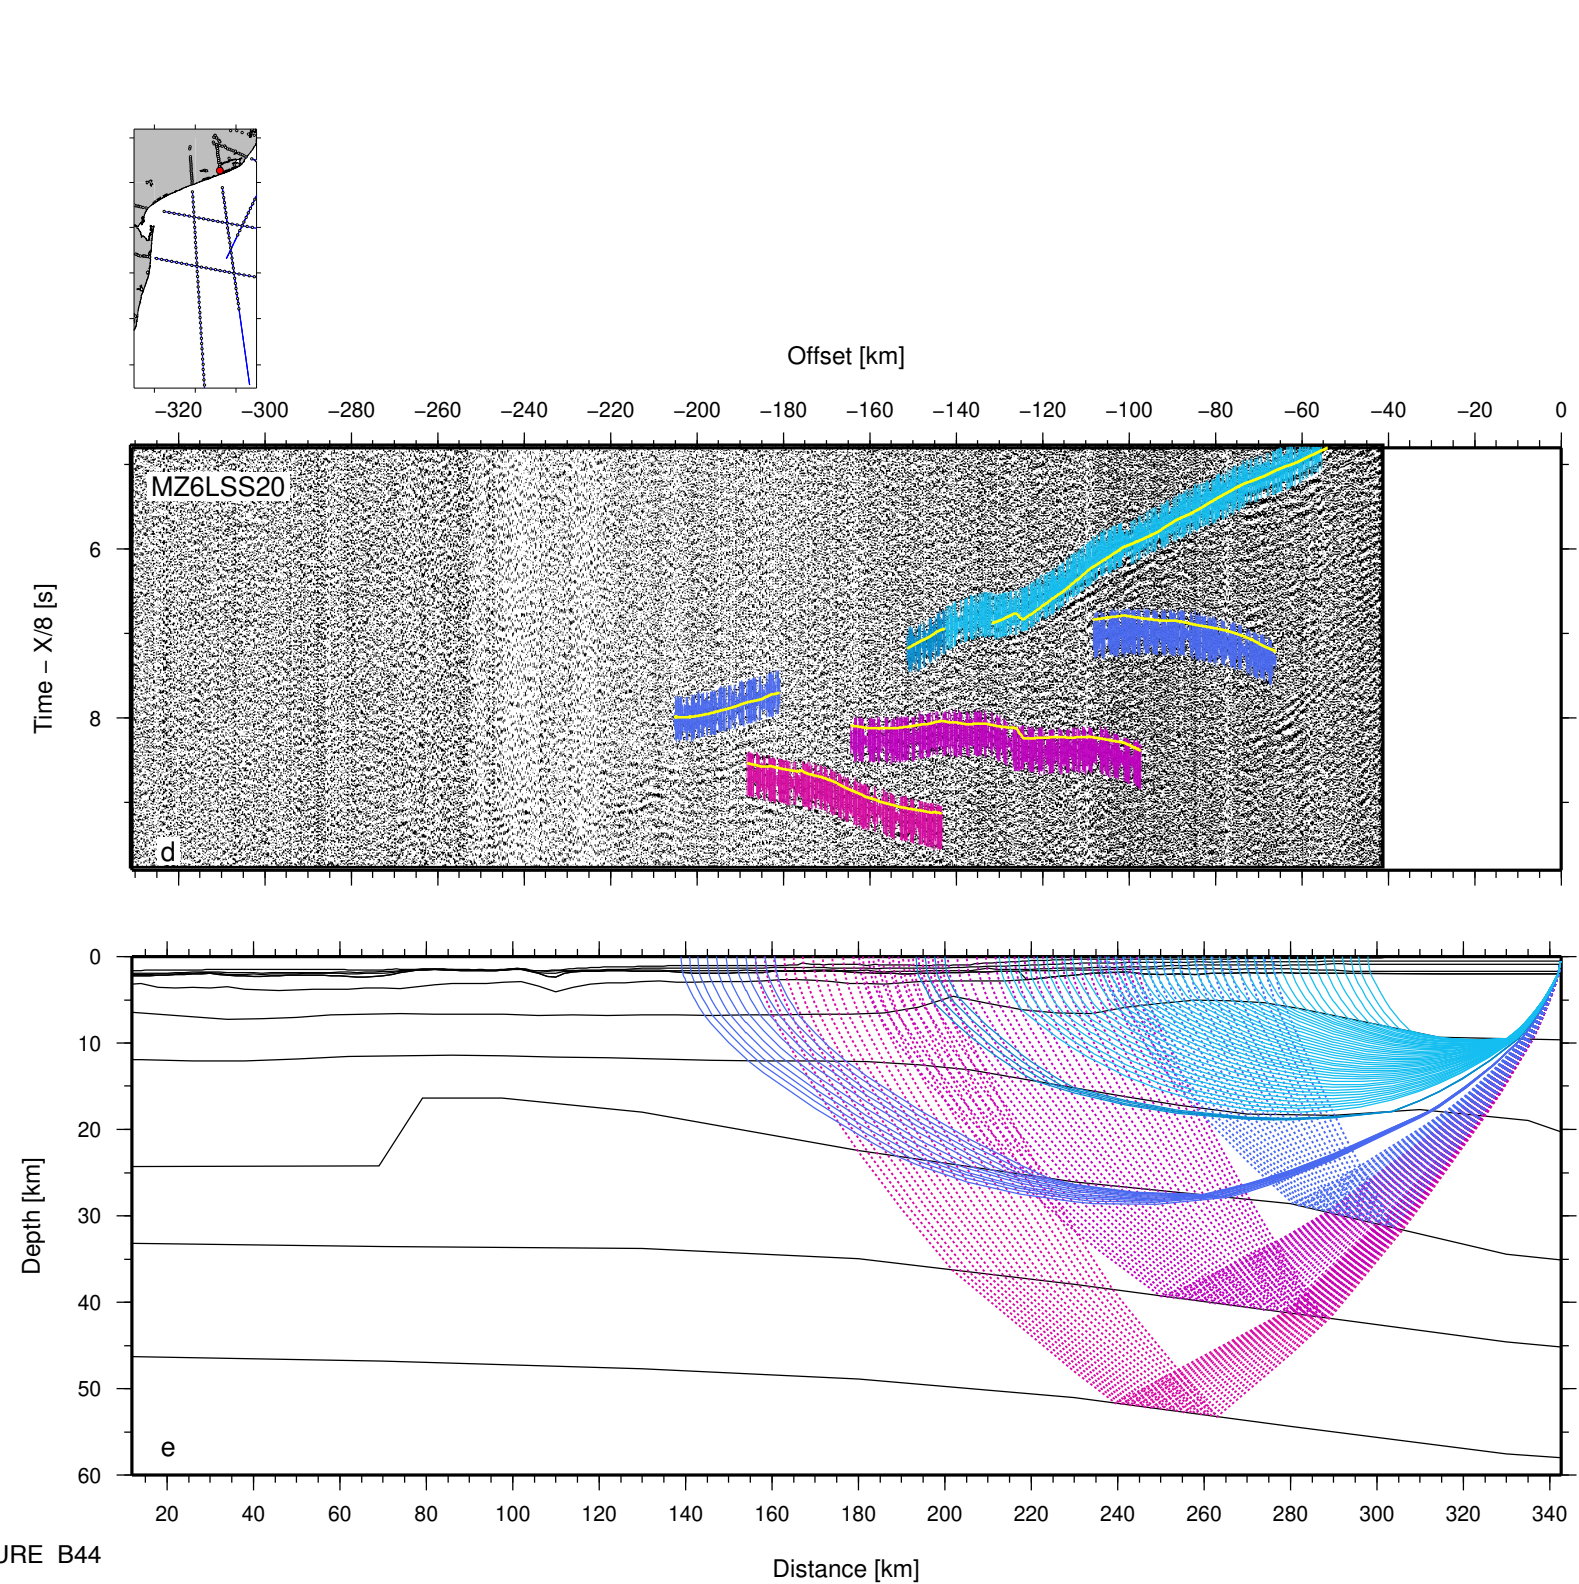 Offset [km]
−320 −300 −280 −260 −240 −220 −200 −180 −160 −140 −120 −100 −80 −60 −40 −20 0
MZ6LSS20
6
8
Time − X/8 [s]
d
0
10
20
30
40
50
60
Depth [km]
e
20 40 60 80 100 120 140 160 180 200 220 240 260 280 300 320 340
Distance [km]
URE B44